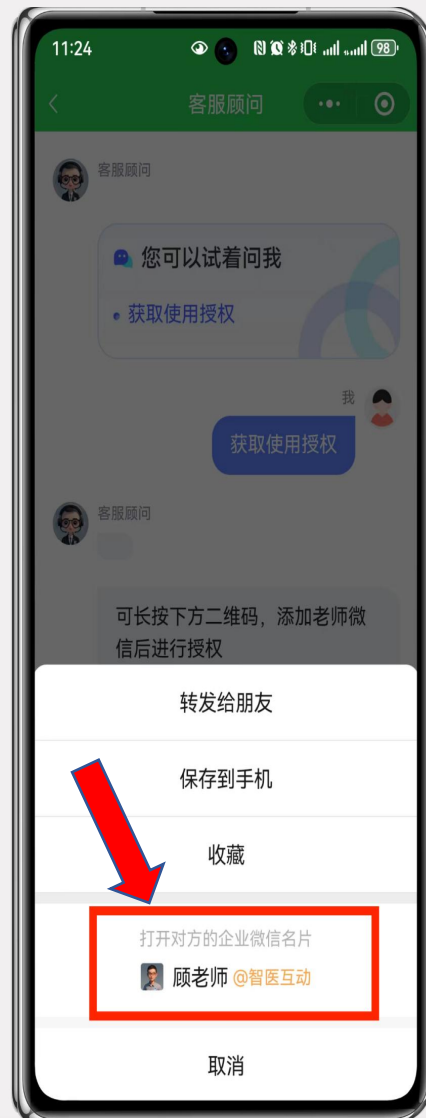 11:24
98
客服顾问
客服顾问
您可以试着问我
获取使用授权
我
获取使用授权
客服顾问
可长按下方二维码，添加老师微
信后进行授权
转发给朋友
保存到手机
收藏
打开对方的企业微信名片
顾老师 @智医互动
取消